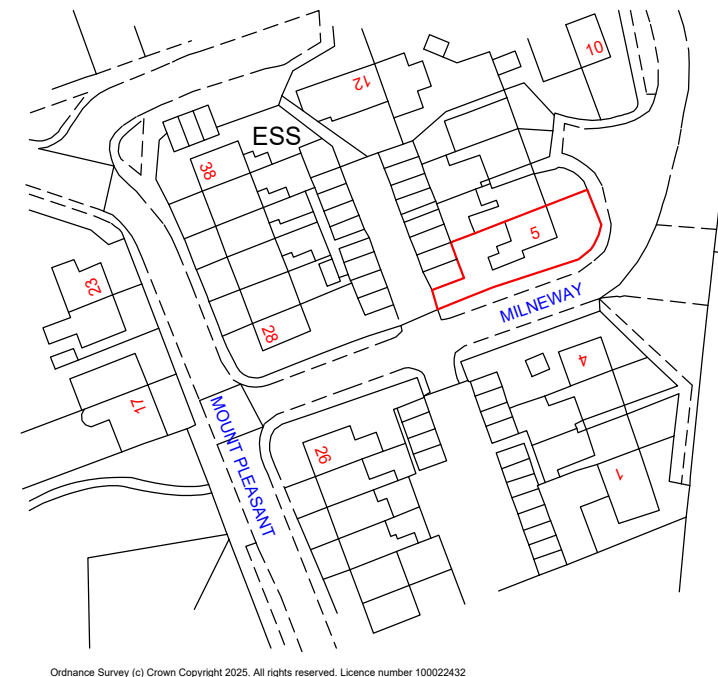 10
12
ESS
38
5
23
MILNEWAY
28
4
17
MOUNT PLEASANT
26
1
Ordnance Survey (c) Crown Copyright 2025. All rights reserved. Licence number 100022432